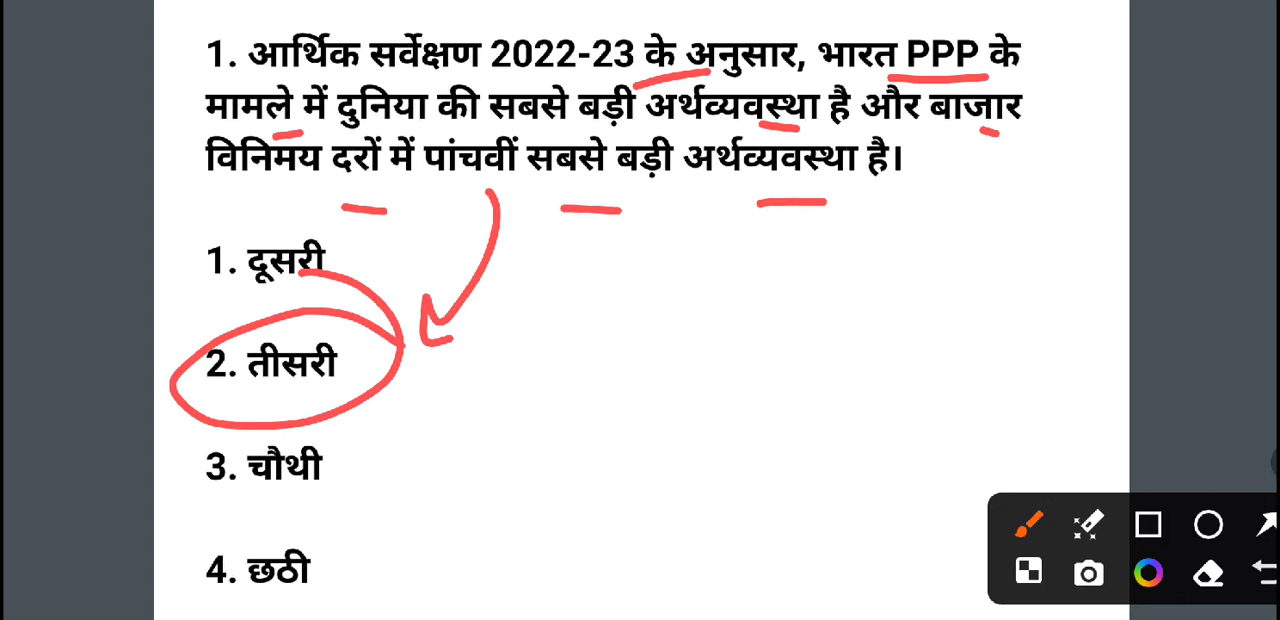 1. आर्थिक सर्वेक्षण 2022-23 के अनुसार, भारत PPP के
मामले में दुनिया की सबसे बड़ी अर्थव्यवस्था है और बाजार
विनिमय दरों में पांचवीं सबसे बड़ी अर्थव्यवस्था है।
1. दूसरी
2. तीसरी
3. चौथी
4. छठी